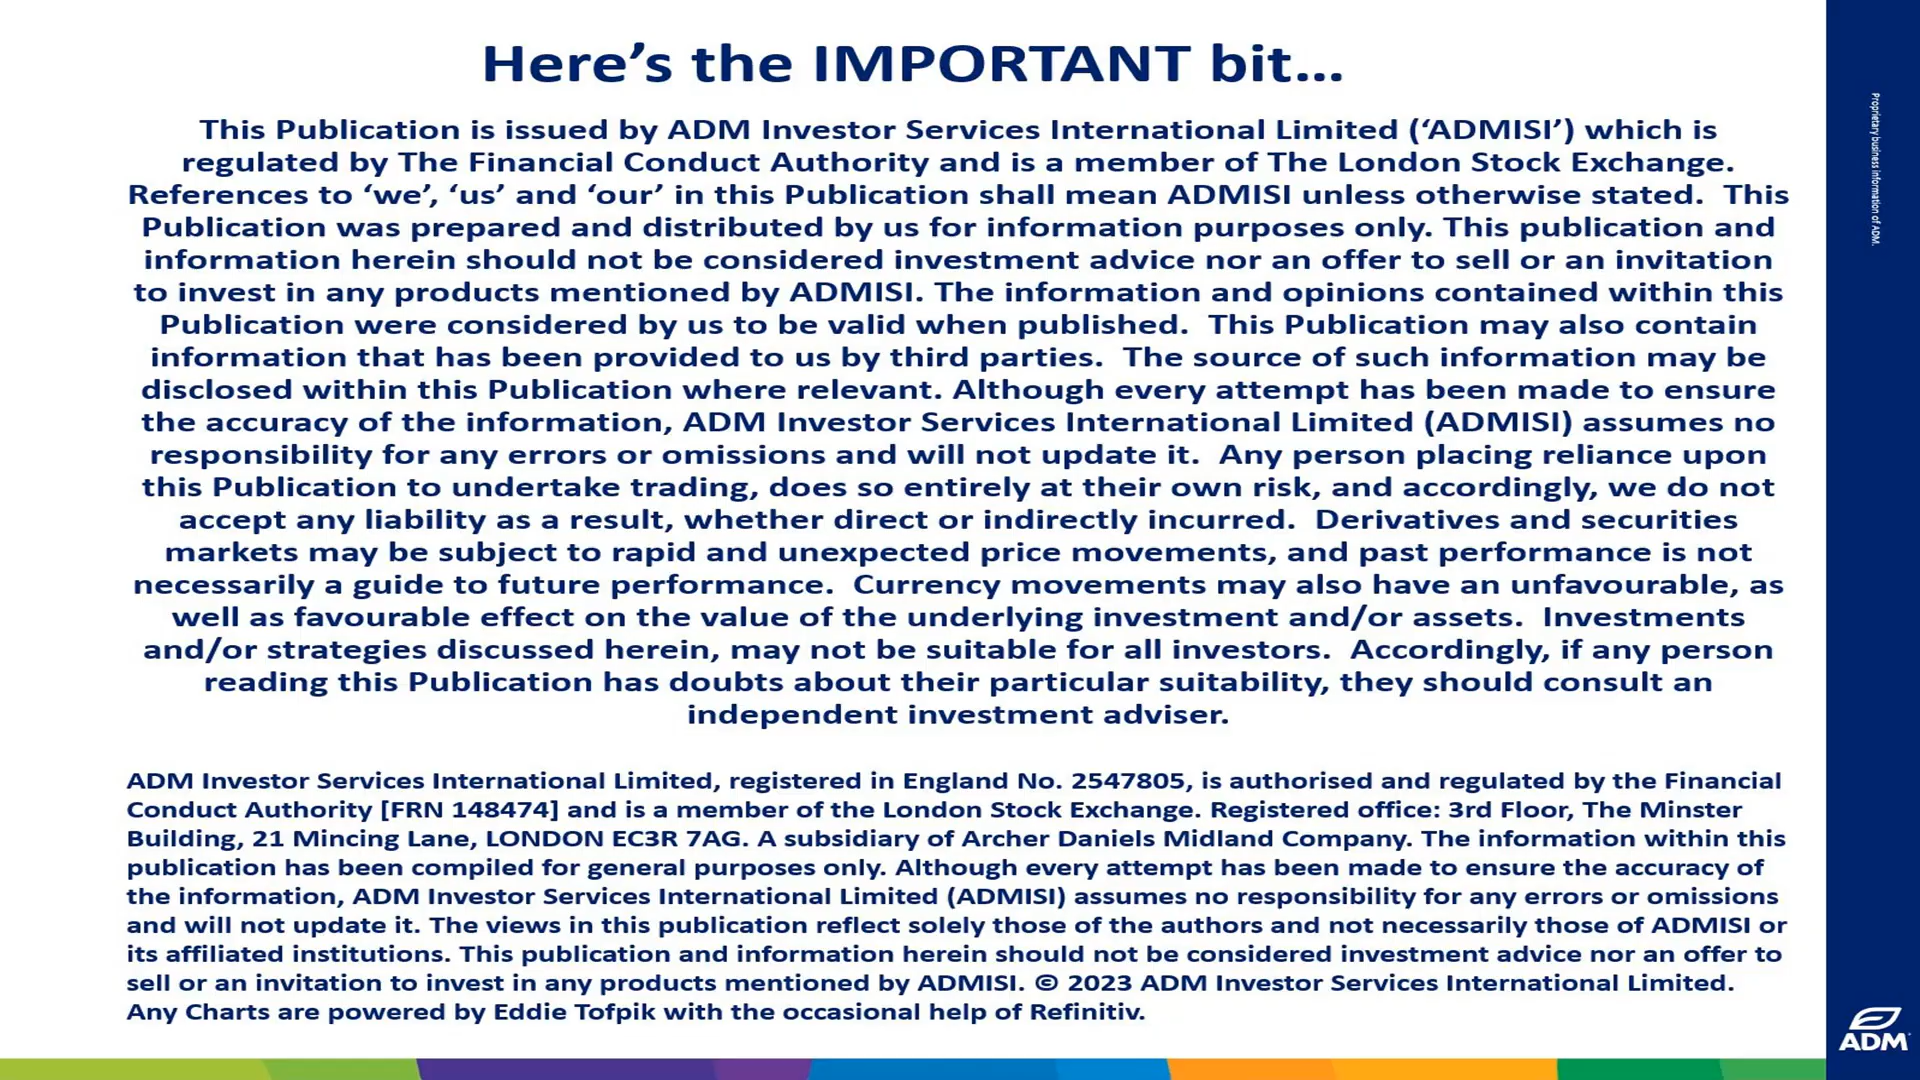 Here’s the IMPORTANT bit...
This Publication is issued by ADM Investor Services International Limited (‘ADMISI’) which is
regulated by The Financial Conduct Authority and is a member of The London Stock Exchange.
References to ‘we’, ‘us’ and ‘our’ in this Publication shall mean ADMISI unless otherwise stated.  This
Publication was prepared and distributed by us for information purposes only. This publication and
information herein should not be considered investment advice nor an offer to sell or an invitation
to invest in any products mentioned by ADMISI. The information and opinions contained within this
Publication were considered by us to be valid when published.  This Publication may also contain
information that has been provided to us by third parties.  The source of such information may be
disclosed within this Publication where relevant. Although every attempt has been made to ensure
the accuracy of the information, ADM Investor Services International Limited (ADMISI) assumes no
responsibility for any errors or omissions and will not update it.  Any person placing reliance upon
this Publication to undertake trading, does so entirely at their own risk, and accordingly, we do not
accept any liability as a result, whether direct or indirectly incurred.  Derivatives and securities
markets may be subject to rapid and unexpected price movements, and past performance is not
necessarily a guide to future performance.  Currency movements may also have an unfavourable, as
well as favourable effect on the value of the underlying investment and/or assets.  Investments
and/or strategies discussed herein, may not be suitable for all investors.  Accordingly, if any person
reading this Publication has doubts about their particular suitability, they should consult an
independent investment adviser.
ADM Investor Services International Limited, registered in England No. 2547805, is authorised and regulated by the Financial
Conduct Authority [FRN 148474] and is a member of the London Stock Exchange. Registered office: 3rd Floor, The Minster
Building, 21 Mincing Lane, LONDON EC3R 7AG. A subsidiary of Archer Daniels Midland Company. The information within this
publication has been compiled for general purposes only. Although every attempt has been made to ensure the accuracy of
the information, ADM Investor Services International Limited (ADMISI) assumes no responsibility for any errors or omissions
and will not update it. The views in this publication reflect solely those of the authors and not necessarily those of ADMISI or
its affiliated institutions. This publication and information herein should not be considered investment advice nor an offer to
sell or an invitation to invest in any products mentioned by ADMISI. © 2023 ADM Investor Services International Limited.
Any Charts are powered by Eddie Tofpik with the occasional help of Refinitiv.
Proprietary business information of ADM.
ADM